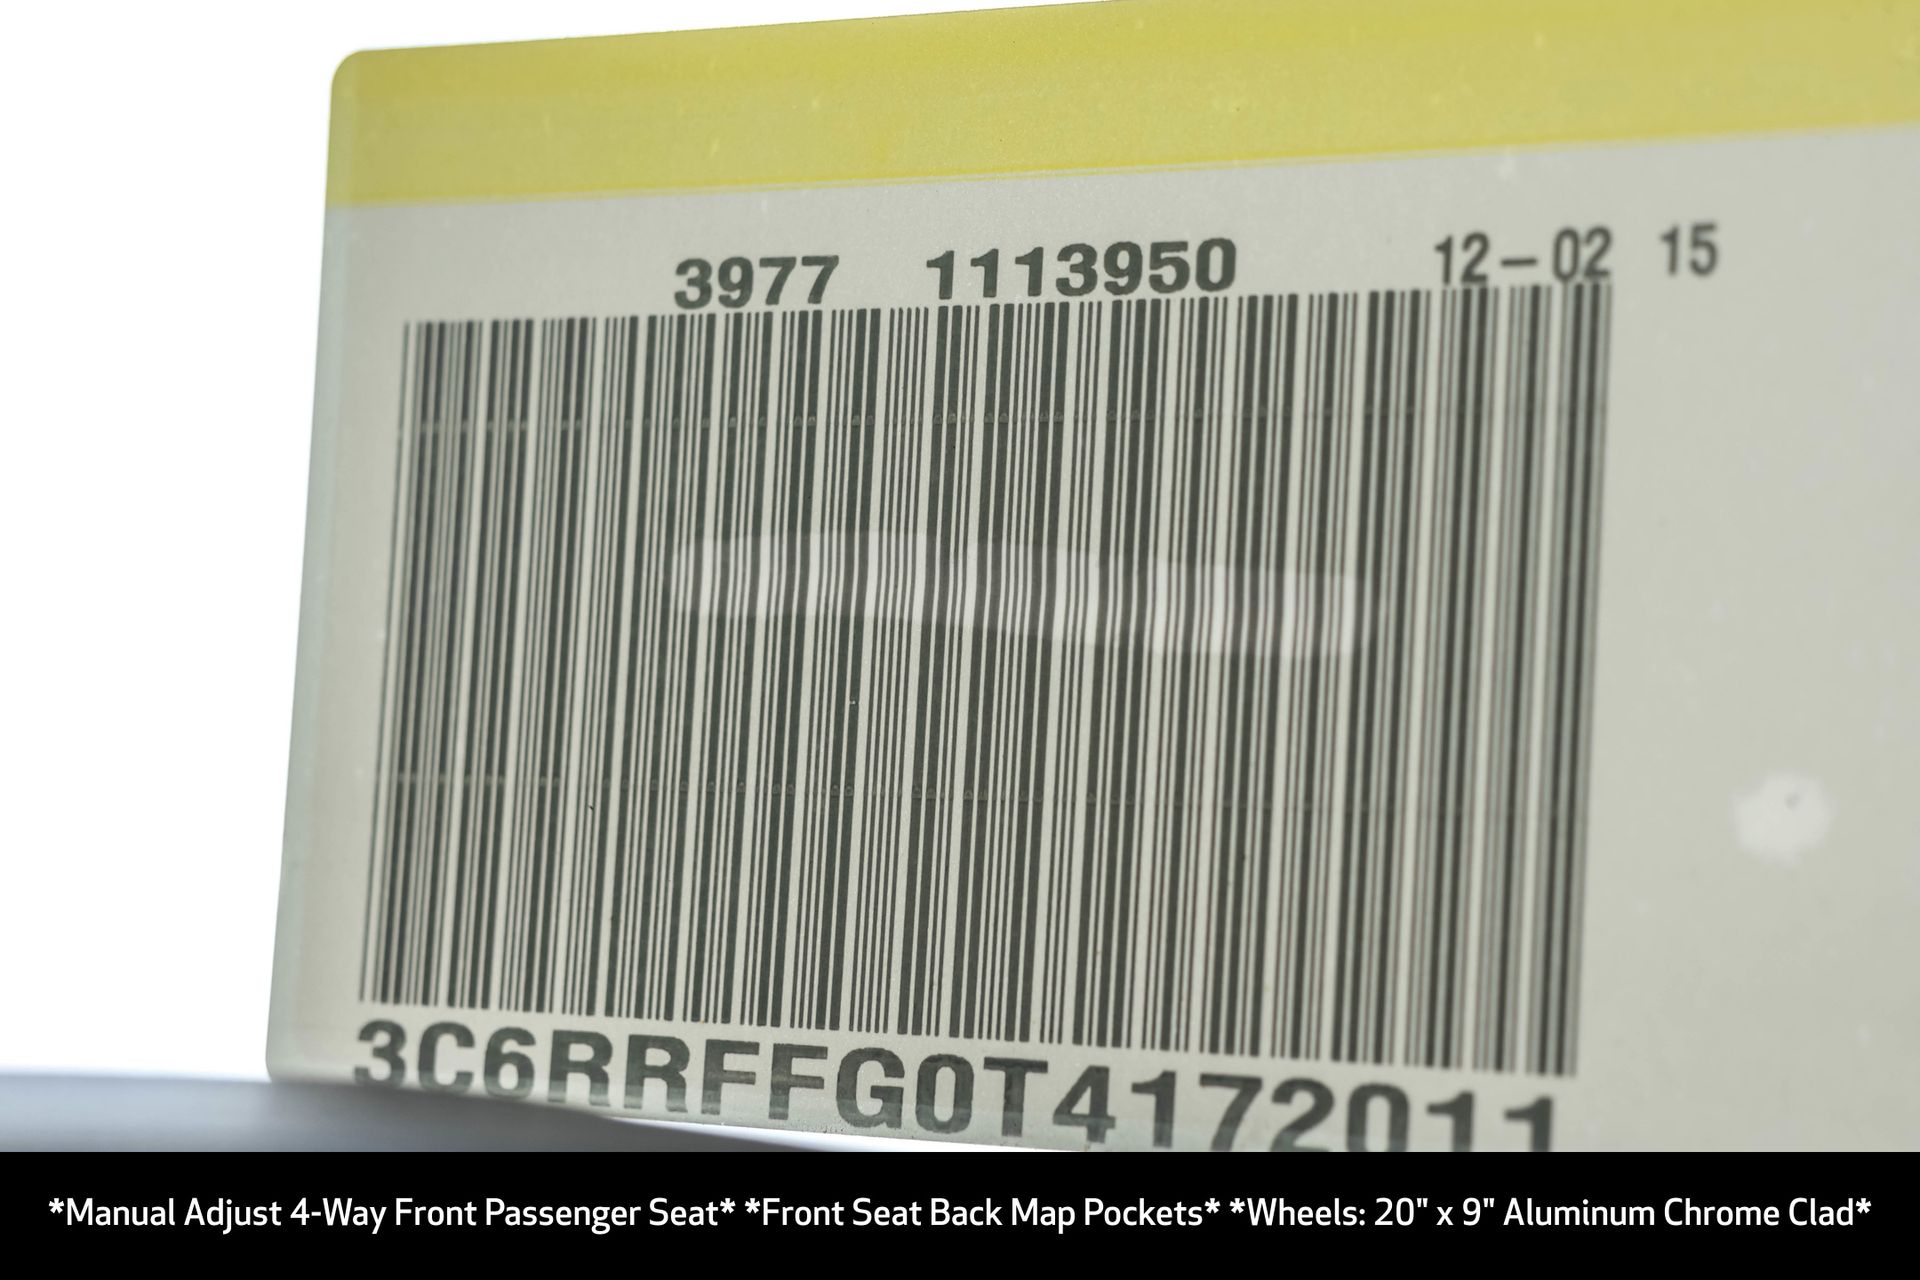 3977 1113950 12-02 15
3C6RRFFG0T4172011
*Manual Adjust 4-Way Front Passenger Seat* *Front Seat Back Map Pockets* *Wheels: 20" x 9" Aluminum Chrome Clad*